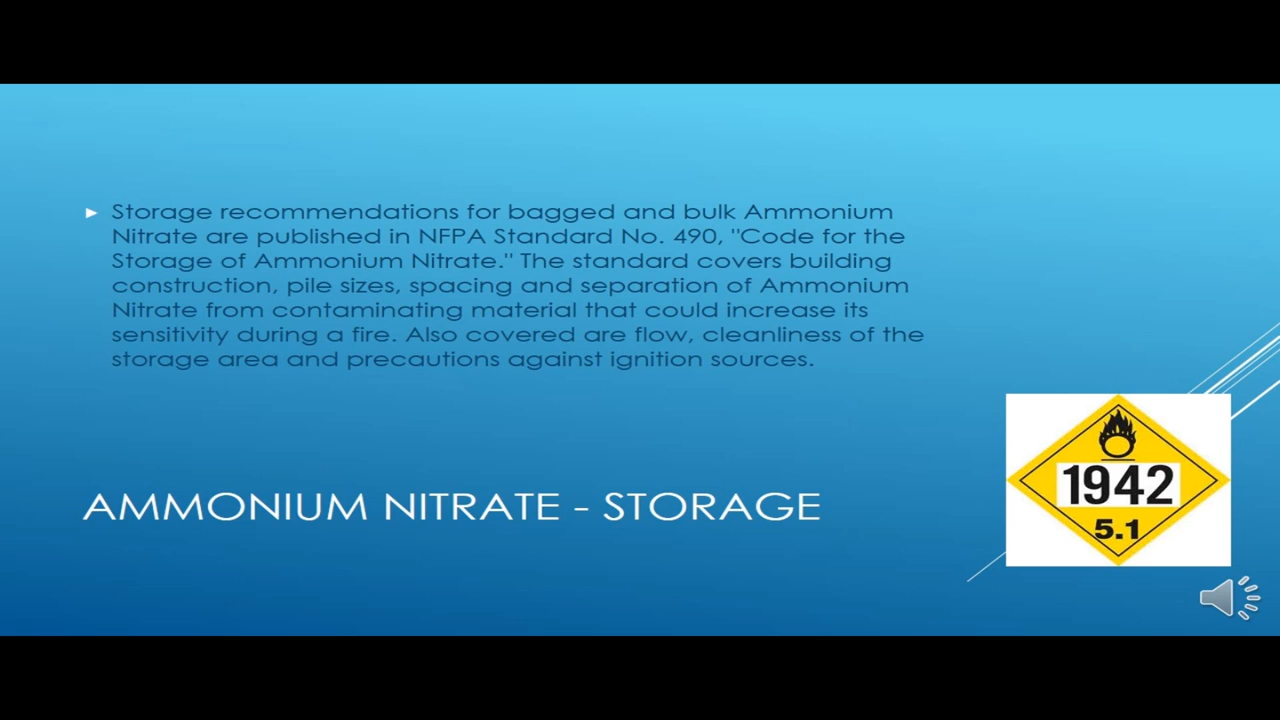 Storage recommendations for bagged and bulk Ammonium
Nitrate are published in NFPA Standard No. 490, "Code for the
Storage of Ammonium Nitrate." The standard covers building
construction, pile sizes, spacing and separation of Ammonium
Nitrate from contaminating material that could increase its
sensitivity during a fire. Also covered are flow, cleanliness of the
storage area and precautions against ignition sources.
AMMONIUM NITRATE - STORAGE
1942
5.1